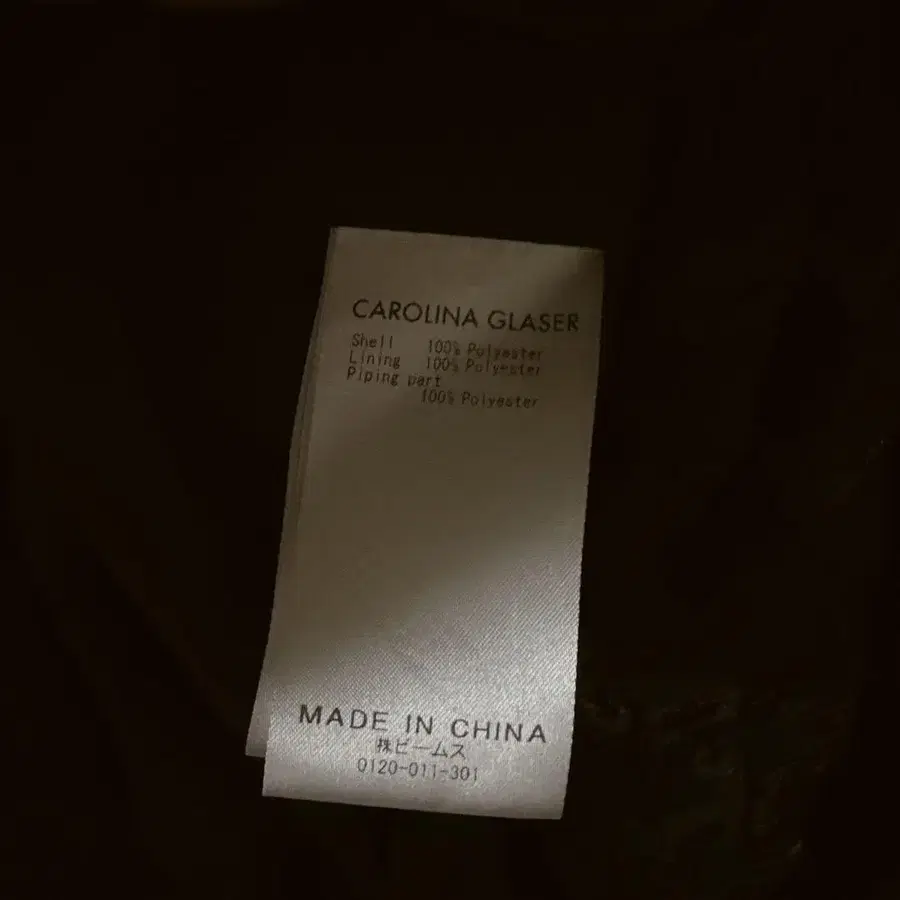 CAROLINA GLASER
Shell 100% Polyester
Lining 100% Polyester
Piping part
100% Polyester
MADE IN CHINA
㈱ビームス
0120-011-301